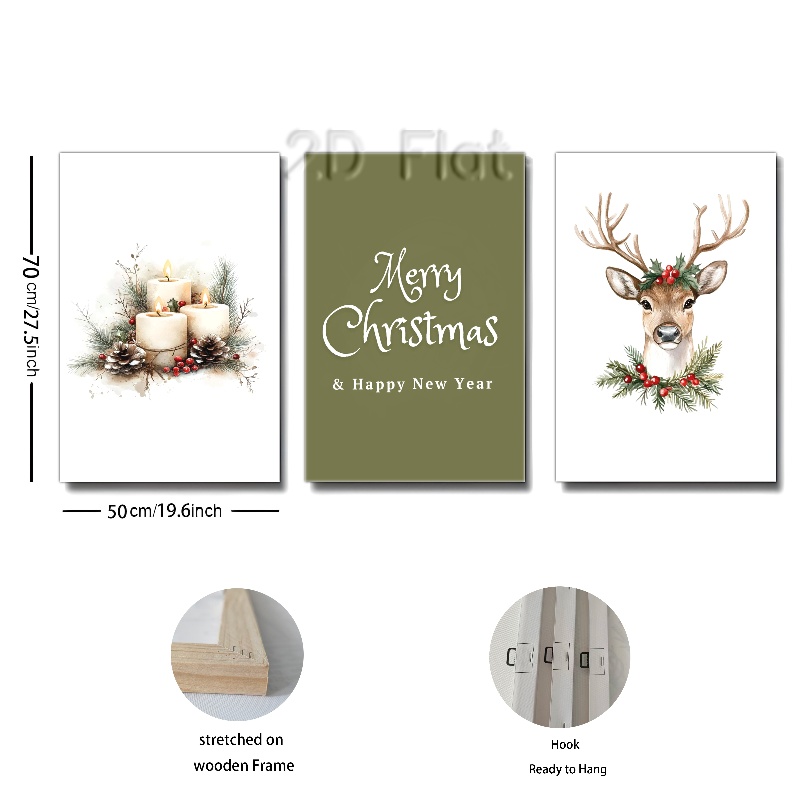 2D Flat
70 cm/27.5inch
Merry
Christmas
& Happy New Year
50cm/19.6inch
stretched on
wooden Frame
Hook
Ready to Hang